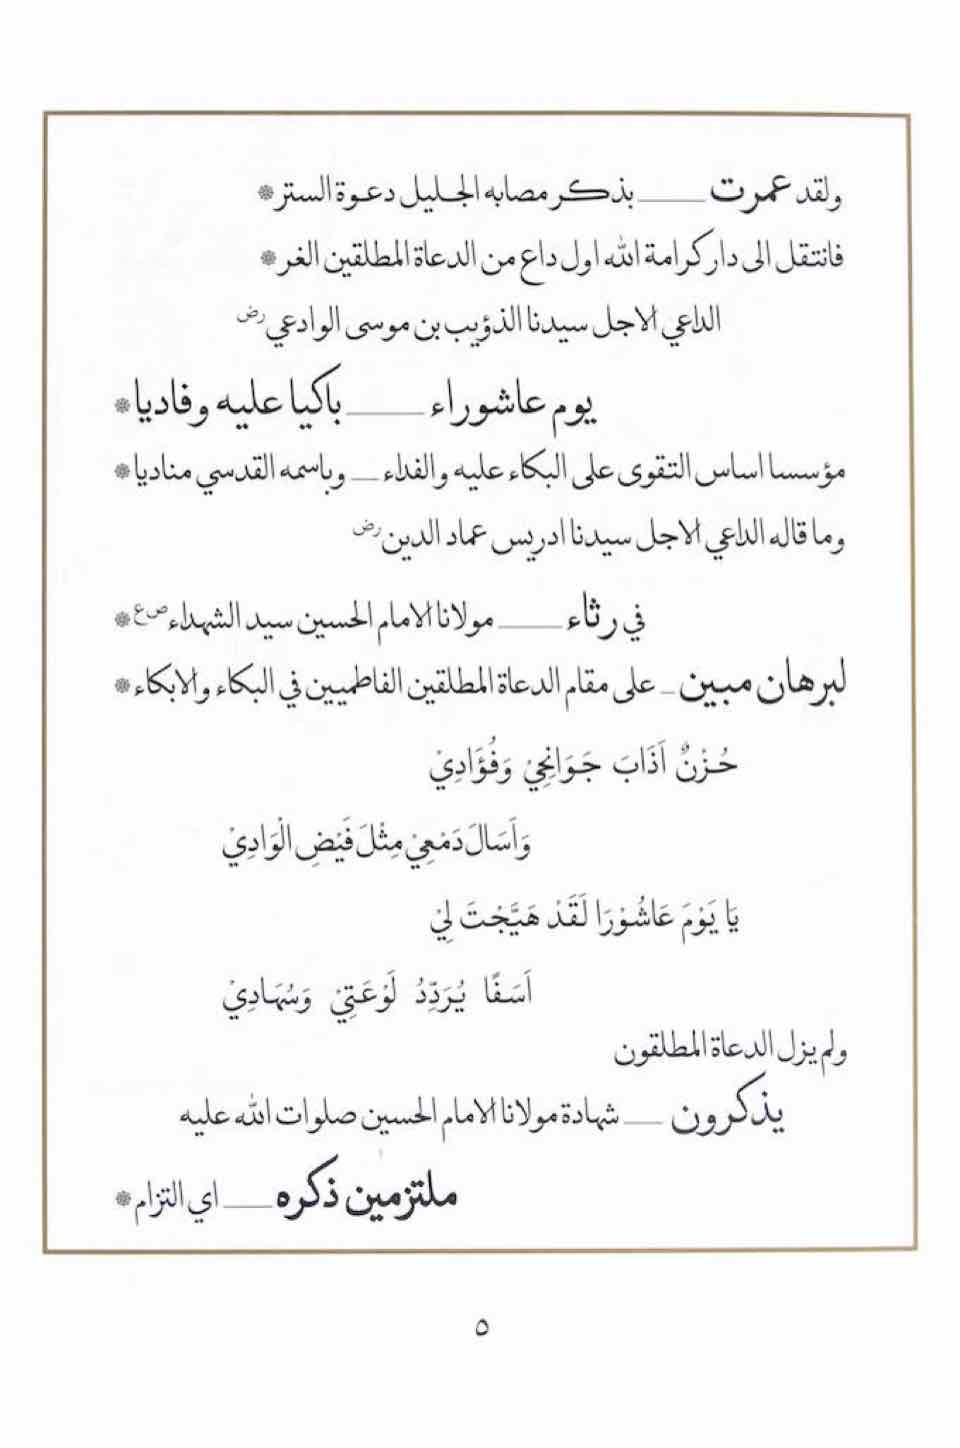 ولقد عمرت ـــــ بذكر مصابه الجليل دعوة الستر *
فانتقل الى دار كرامة الله اول داع من الدعاة المطلقين الغر *
الداعي الاجل سيدنا الذؤيب بن موسى الوادعي رض
يوم عاشوراء ـــــ باكيا عليه وفاديا *
مؤسسا اساس التقوى على البكاء عليه والفداء ـــ وباسمه القدسي مناديا *
وما قاله الداعي الاجل سيدنا ادريس عماد الدين رض
في رثاء ـــــ مولانا الامام الحسين سيد الشهداء ص ع *
لبرهان مبين ـ على مقام الدعاة المطلقين الفاطميين في البكاء والابكاء *
حُزْنٌ اَذَابَ جَوَانِحِيْ وَفُؤَادِيْ
وَاَسَالَ دَمْعِيْ مِثْلَ فَيْضِ الْوَادِيْ
يَا يَوْمَ عَاشُوْرَا لَقَدْ هَيَّجْتَ لِيْ
اَسَفًا يُرَدِّدُ لَوْعَتِيْ وَسُهَادِيْ
ولم يزل الدعاة المطلقون
يذكرون ـــ شهادة مولانا الامام الحسين صلوات الله عليه
ملتزمين ذكره ـــــ اي التزام *
٥